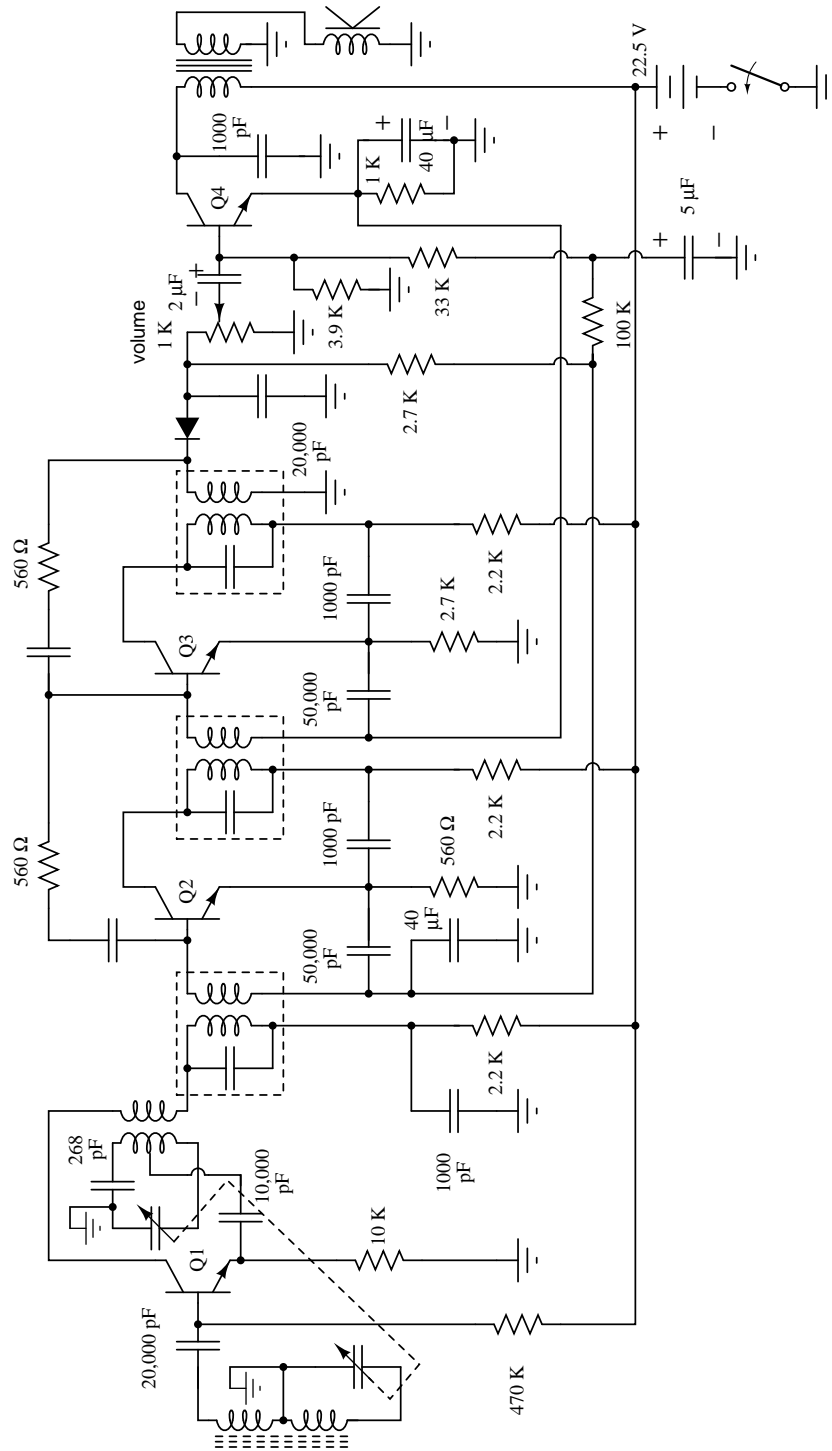 20,000 pF
470 K
Q1
10 K
268
pF
10,000
pF
1000
pF
2.2 K
560 Ω
Q2
50,000
pF
40
µF
560 Ω
1000 pF
2.2 K
Q3
50,000
pF
2.7 K
1000 pF
2.2 K
560 Ω
20,000
pF
2.7 K
volume
1 K
2 µF
+
−
3.9 K
33 K
100 K
Q4
1 K
40
µF
+
−
1000
pF
5 µF
+
−
22.5 V
+
−